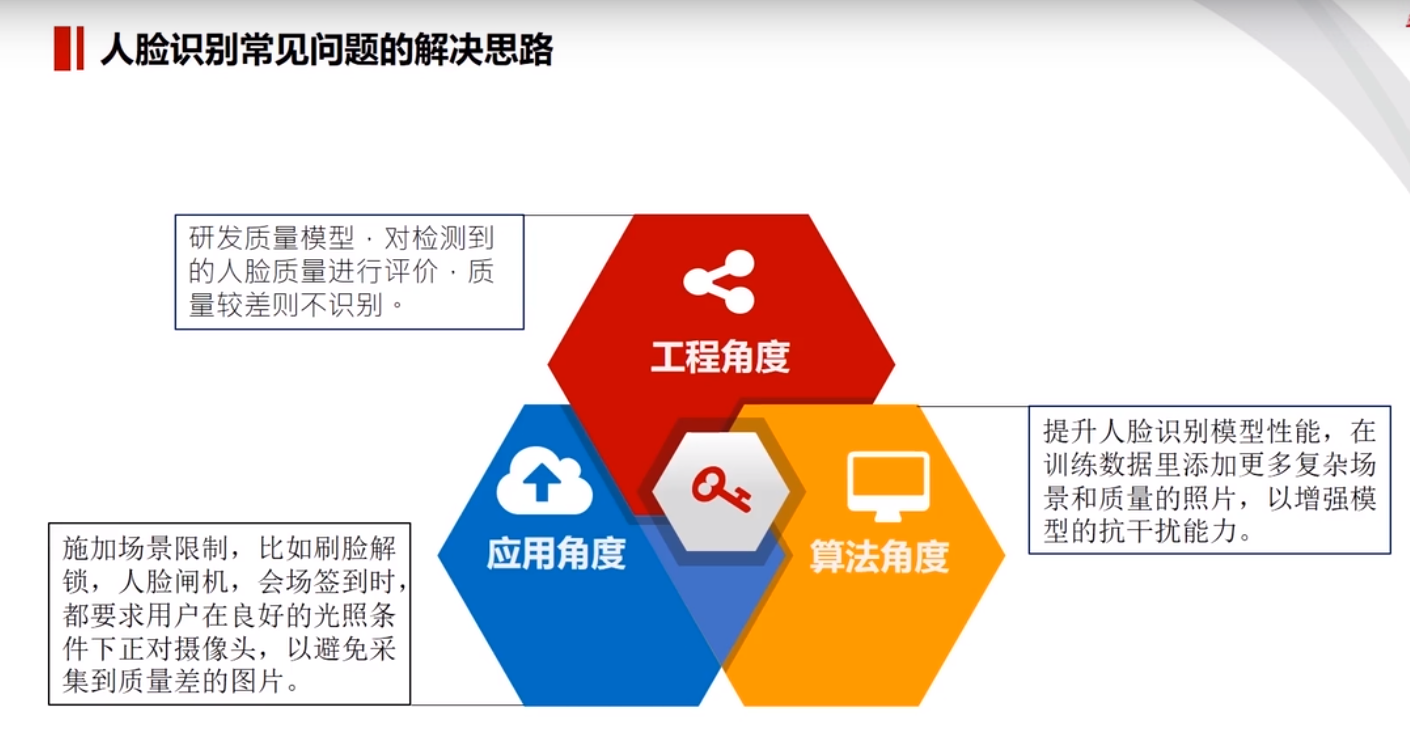 人脸识别常见问题的解决思路
研发质量模型，对检测到
的人脸质量进行评价，质
量较差则不识别。
工程角度
提升人脸识别模型性能，在
训练数据里添加更多复杂场
景和质量的照片，以增强模
型的抗干扰能力。
算法角度
应用角度
施加场景限制，比如刷脸解
锁，人脸闸机，会场签到时，
都要求用户在良好的光照条
件下正对摄像头，以避免采
集到质量差的图片。